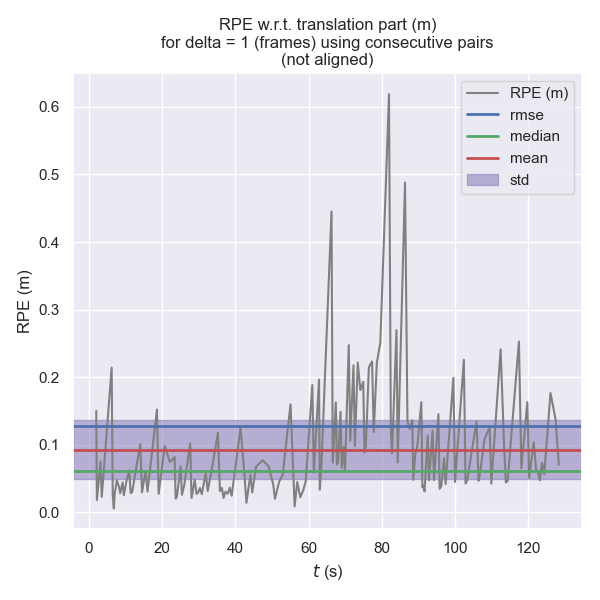 RPE w.r.t. translation part (m)
for delta = 1 (frames) using consecutive pairs
(not aligned)
RPE (m)
rmse
median
mean
std
0.6
0.5
0.4
0.3
0.2
0.1
0.0
RPE (m)
0 20 40 60 80 100 120
t (s)